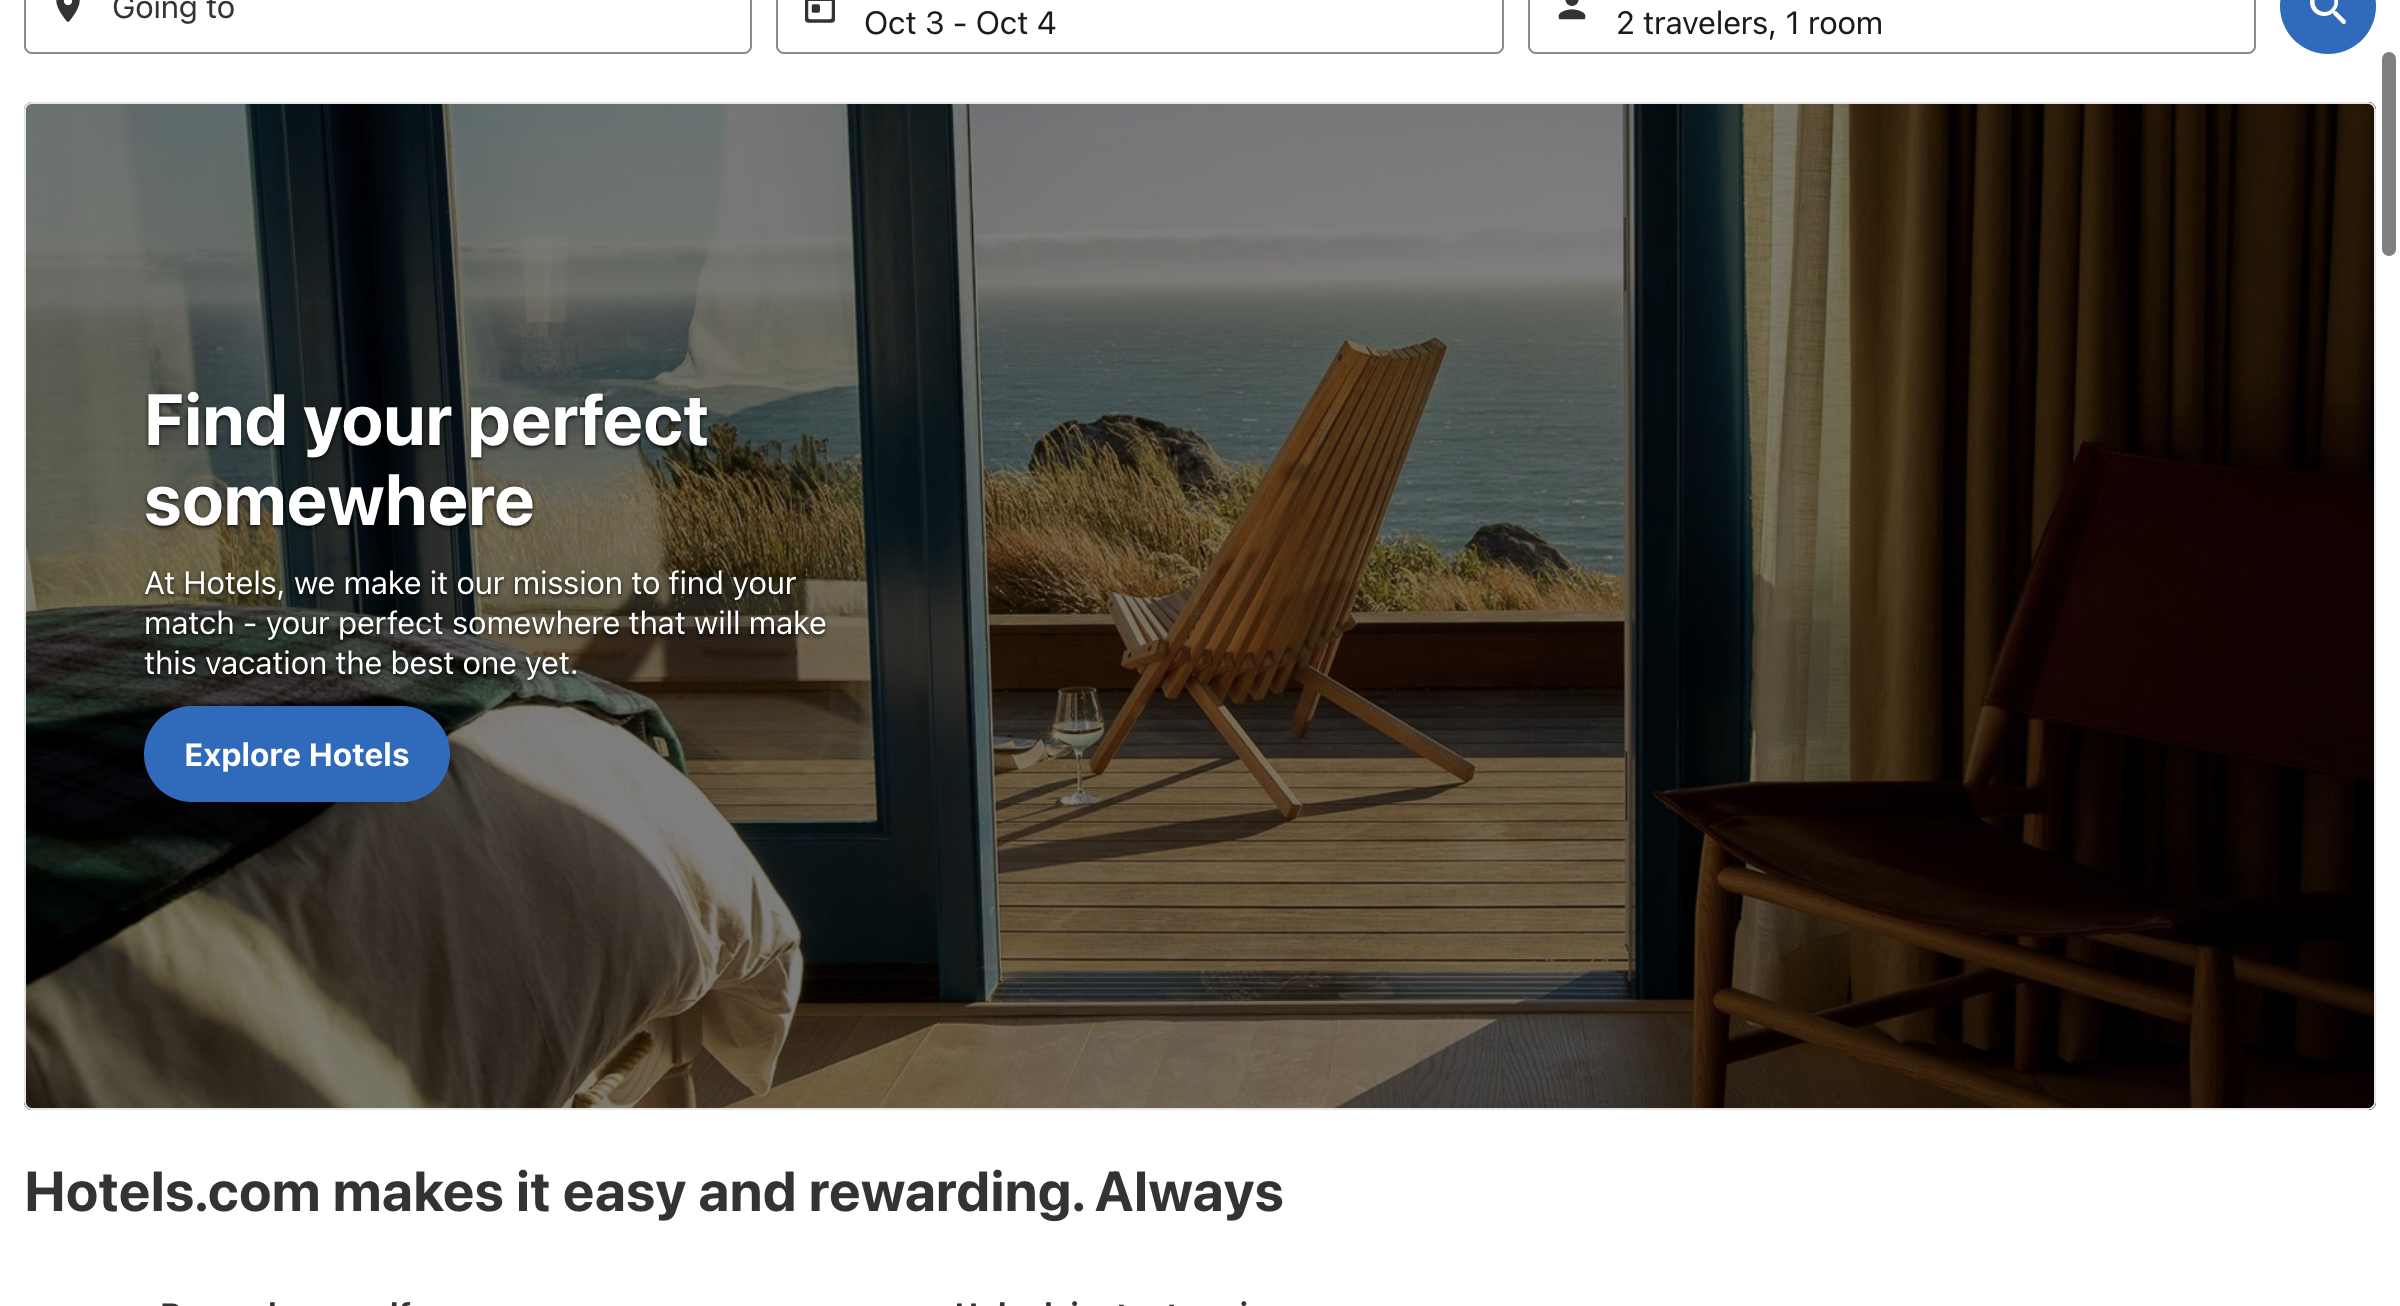 Going to
Oct 3 - Oct 4
2 travelers, 1 room
Find your perfect
somewhere
At Hotels, we make it our mission to find your
match - your perfect somewhere that will make
this vacation the best one yet.
Explore Hotels
Hotels.com makes it easy and rewarding. Always